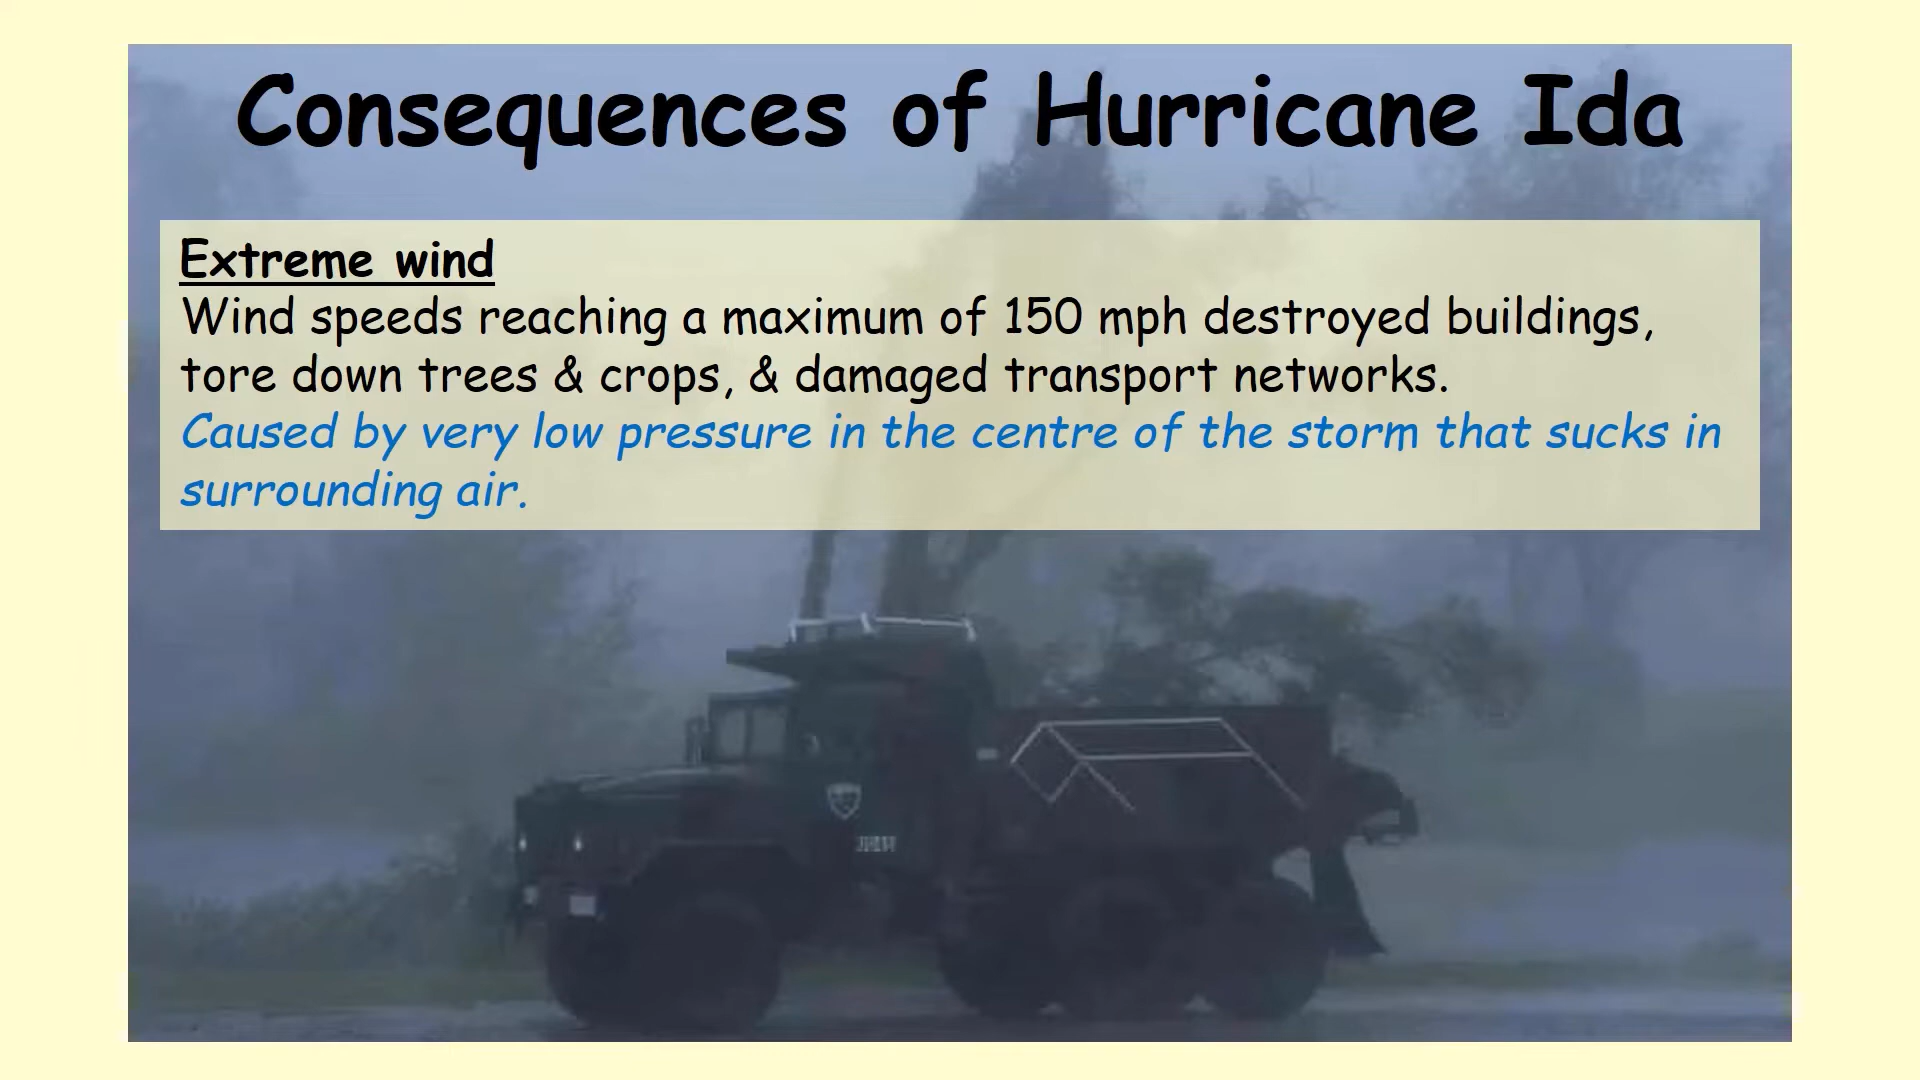 Consequences of Hurricane Ida
Extreme wind
Wind speeds reaching a maximum of 150 mph destroyed buildings,
tore down trees & crops, & damaged transport networks.
Caused by very low pressure in the centre of the storm that sucks in
surrounding air.